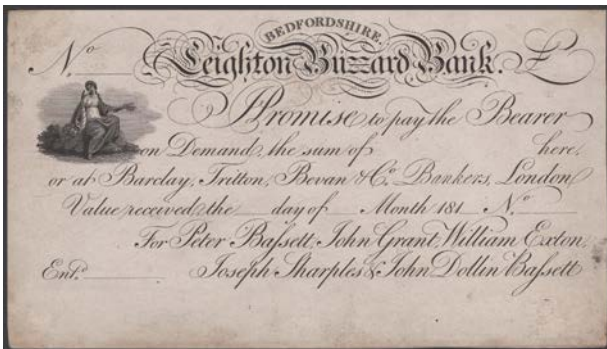 BEDFORDSHIRE.
No Leighton Buzzard Bank. £
I Promise to pay the Bearer
on Demand, the sum of here,
or at Barclay, Tritton, Bevan & Co. Bankers, London,
Value received the day of Month 181 No
For Peter Baſsett, John Grant, William Exton,
Entd. Joseph Sharples & John Dollin Baſsett